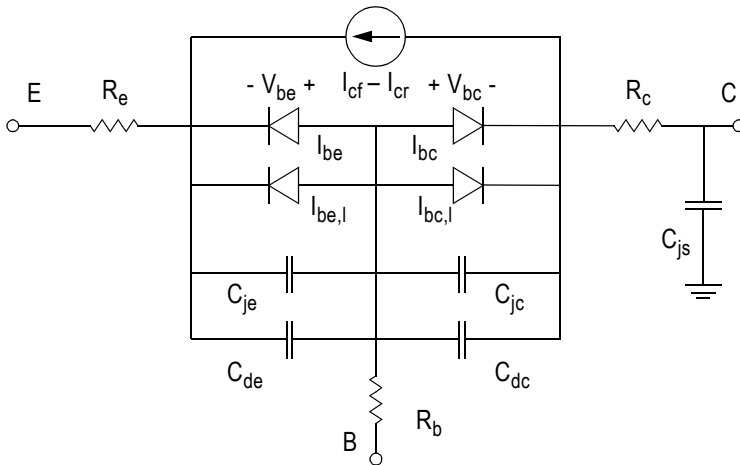 - V_be + I_cf – I_cr + V_bc -
E R_e R_c C
I_be I_bc
I_be,l I_bc,l
C_js
C_je C_jc
C_de C_dc
B R_b